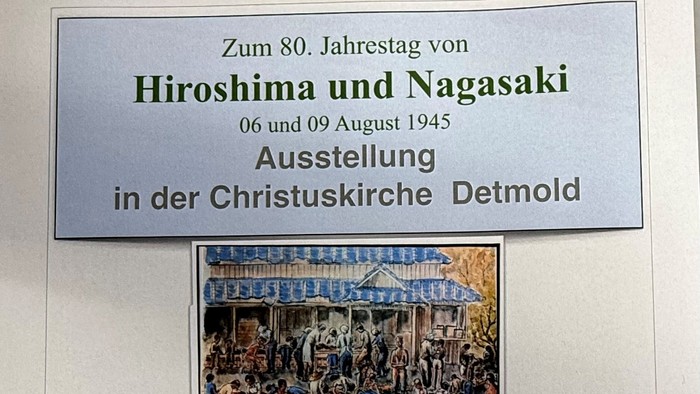 Zum 80. Jahrestag von
Hiroshima und Nagasaki
06 und 09 August 1945
Ausstellung
in der Christuskirche Detmold